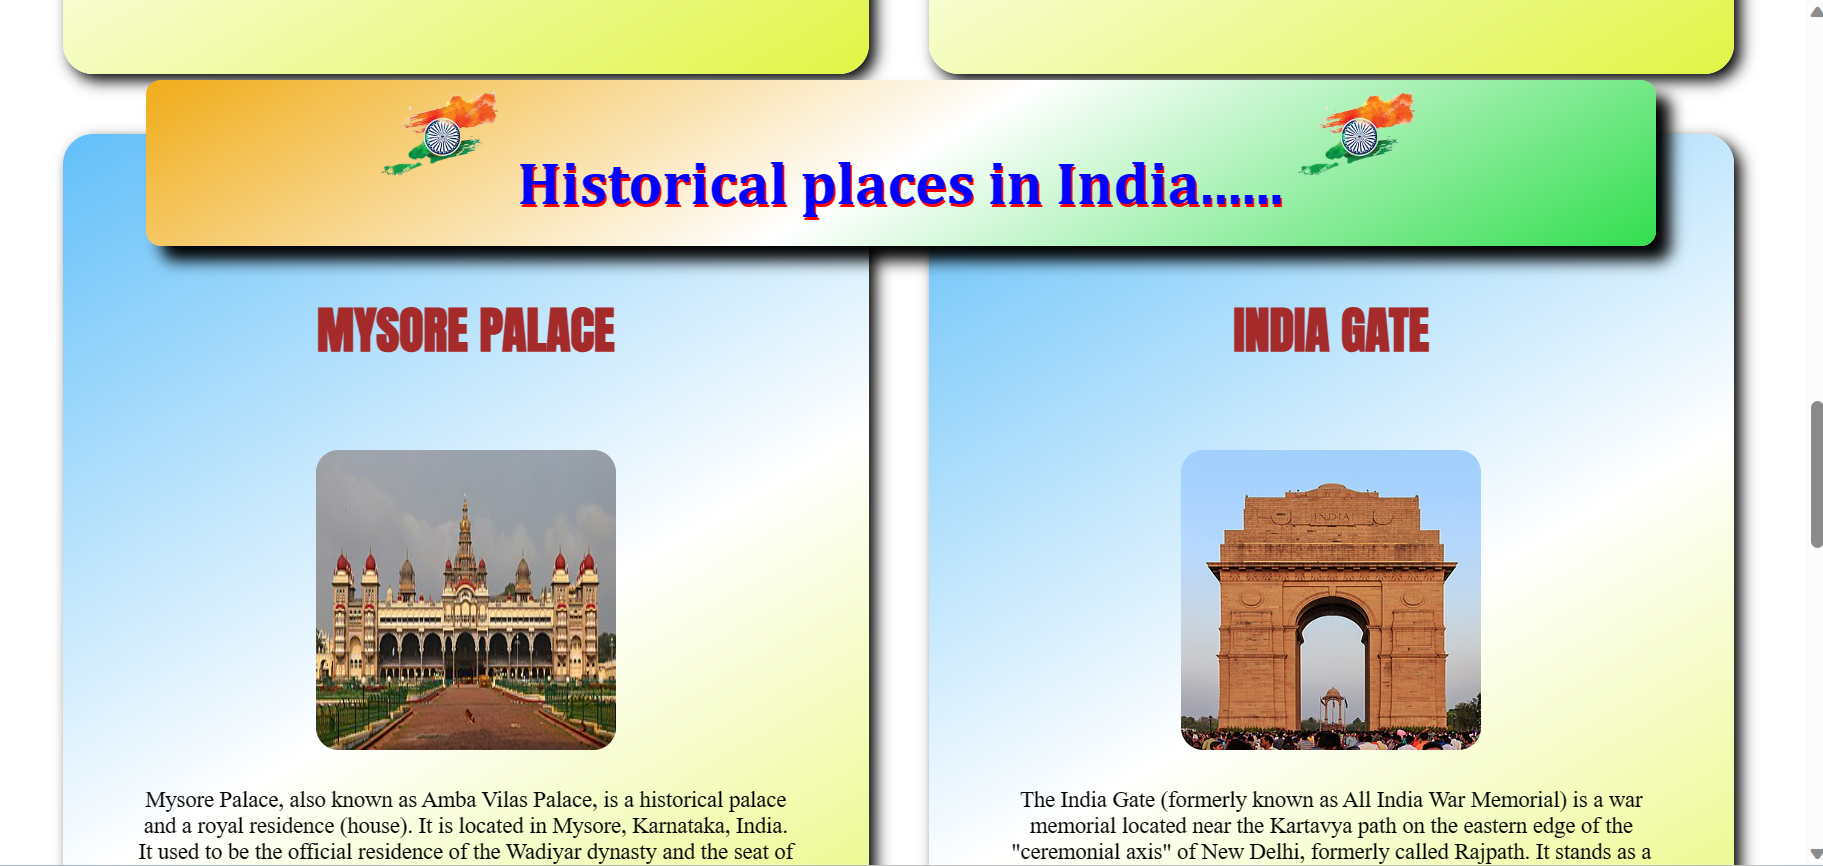 Historical places in India......
MYSORE PALACE
INDIA GATE
INDIA
Mysore Palace, also known as Amba Vilas Palace, is a historical palace
and a royal residence (house). It is located in Mysore, Karnataka, India.
It used to be the official residence of the Wadiyar dynasty and the seat of
The India Gate (formerly known as All India War Memorial) is a war
memorial located near the Kartavya path on the eastern edge of the
"ceremonial axis" of New Delhi, formerly called Rajpath. It stands as a